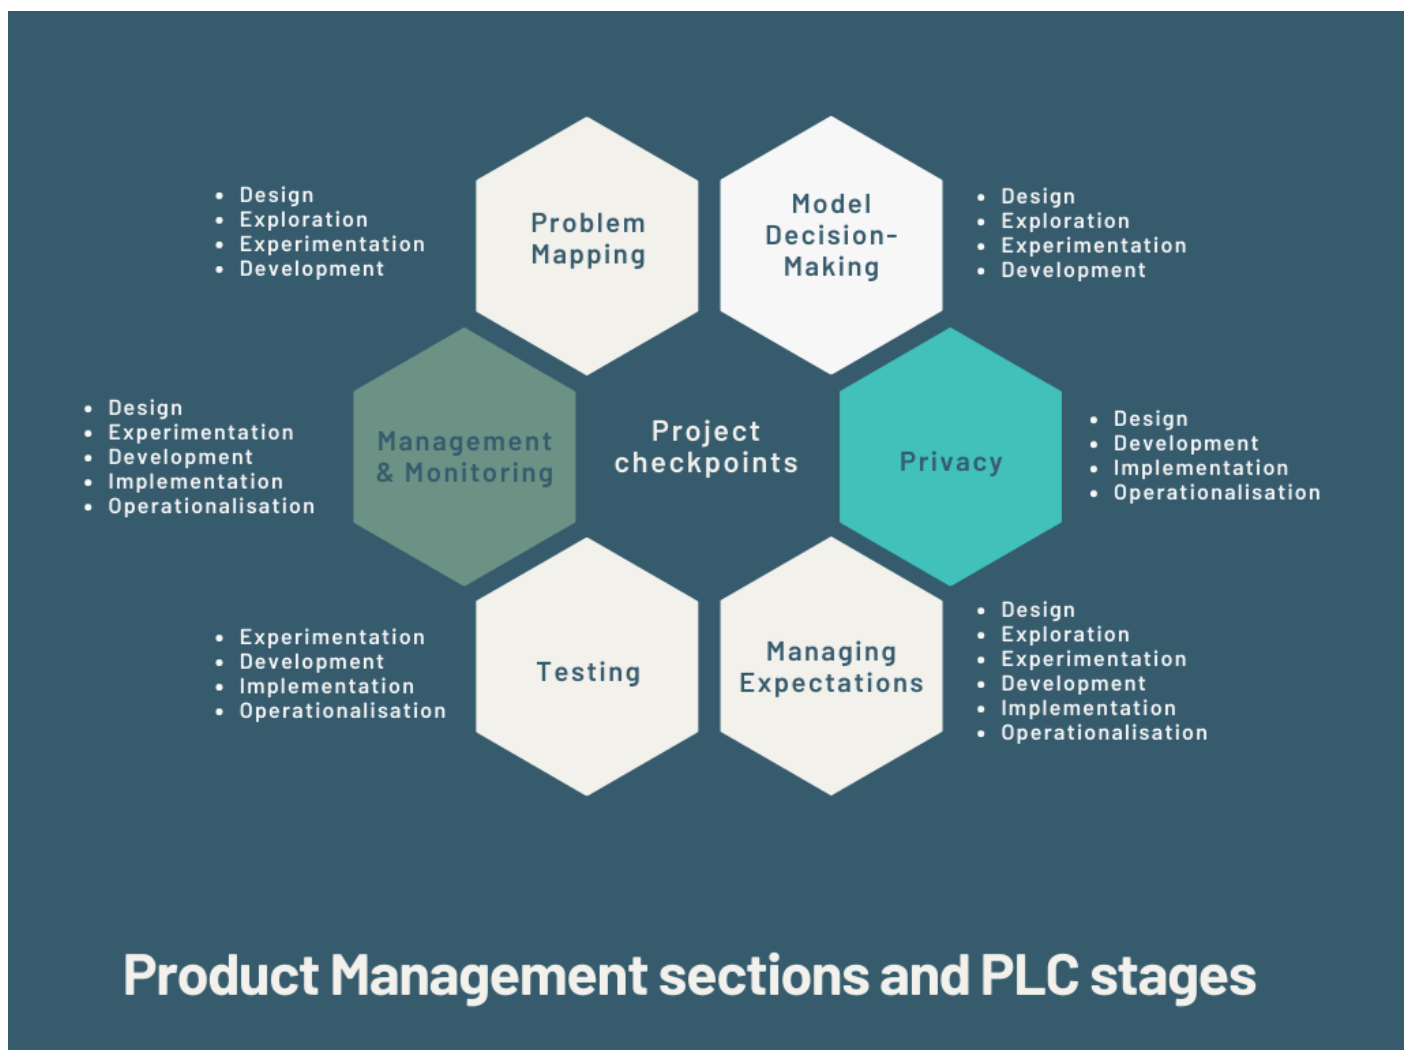 • Design
• Exploration
• Experimentation
• Development
Problem
Mapping
Model
Decision-
Making
• Design
• Exploration
• Experimentation
• Development
• Design
• Experimentation
• Development
• Implementation
• Operationalisation
Management
& Monitoring
Project
checkpoints
Privacy
• Design
• Development
• Implementation
• Operationalisation
• Experimentation
• Development
• Implementation
• Operationalisation
Testing
Managing
Expectations
• Design
• Exploration
• Experimentation
• Development
• Implementation
• Operationalisation
Product Management sections and PLC stages